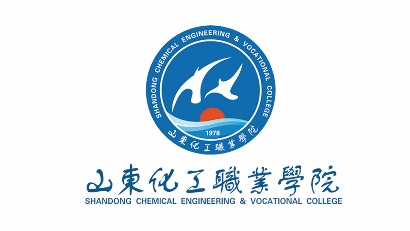 SHANDONG CHEMICAL ENGINEERING & VOCATIONAL COLLEGE
1978
山东化工職業學院
山東化工職業學院
SHANDONG CHEMICAL ENGINEERING & VOCATIONAL COLLEGE